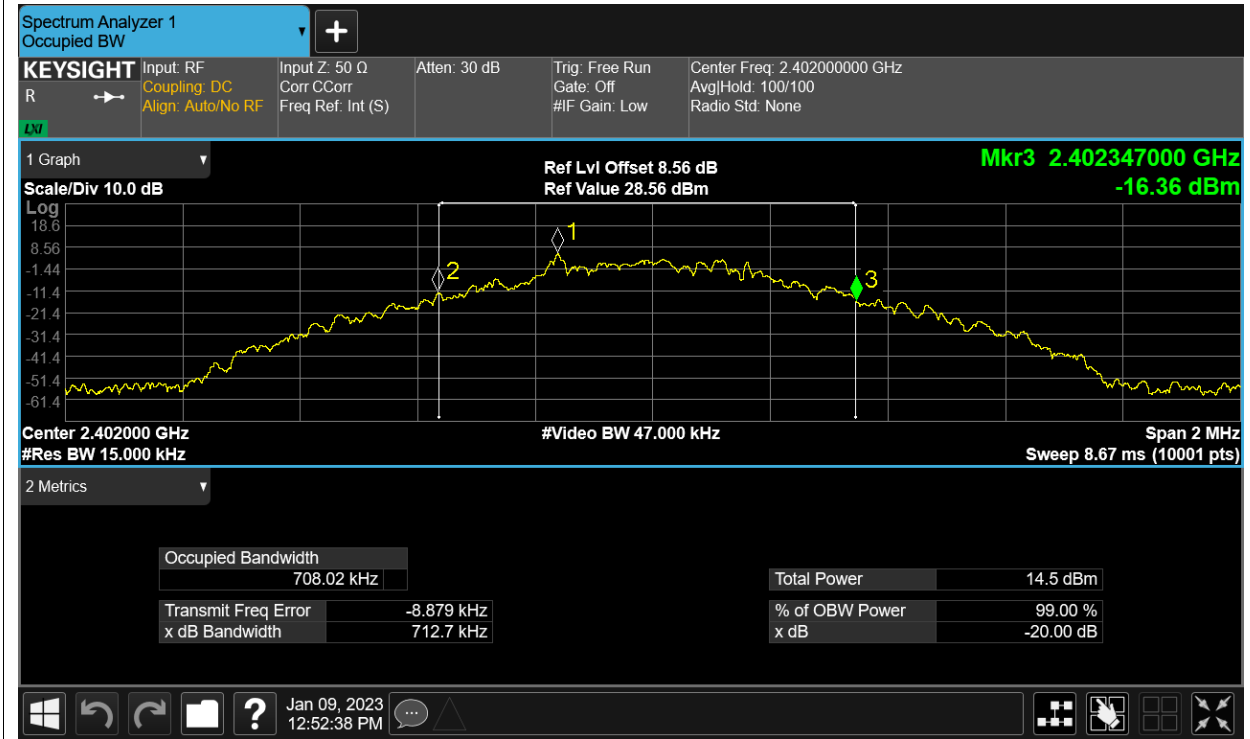 Spectrum Analyzer 1
Occupied BW
KEYSIGHT
R
LXI
Input: RF
Coupling: DC
Align: Auto/No RF
Input Z: 50 Ω
Corr CCorr
Freq Ref: Int (S)
Atten: 30 dB
Trig: Free Run
Gate: Off
#IF Gain: Low
Center Freq: 2.402000000 GHz
Avg|Hold: 100/100
Radio Std: None
1 Graph
Scale/Div 10.0 dB
Ref Lvl Offset 8.56 dB
Ref Value 28.56 dBm
Mkr3 2.402347000 GHz
-16.36 dBm
Log
18.6
8.56
-1.44
-11.4
-21.4
-31.4
-41.4
-51.4
-61.4
1
2
3
Center 2.402000 GHz
#Video BW 47.000 kHz
Span 2 MHz
#Res BW 15.000 kHz
Sweep 8.67 ms (10001 pts)
2 Metrics
Occupied Bandwidth
708.02 kHz
Transmit Freq Error -8.879 kHz
x dB Bandwidth 712.7 kHz
Total Power 14.5 dBm
% of OBW Power 99.00 %
x dB -20.00 dB
?
Jan 09, 2023
12:52:38 PM